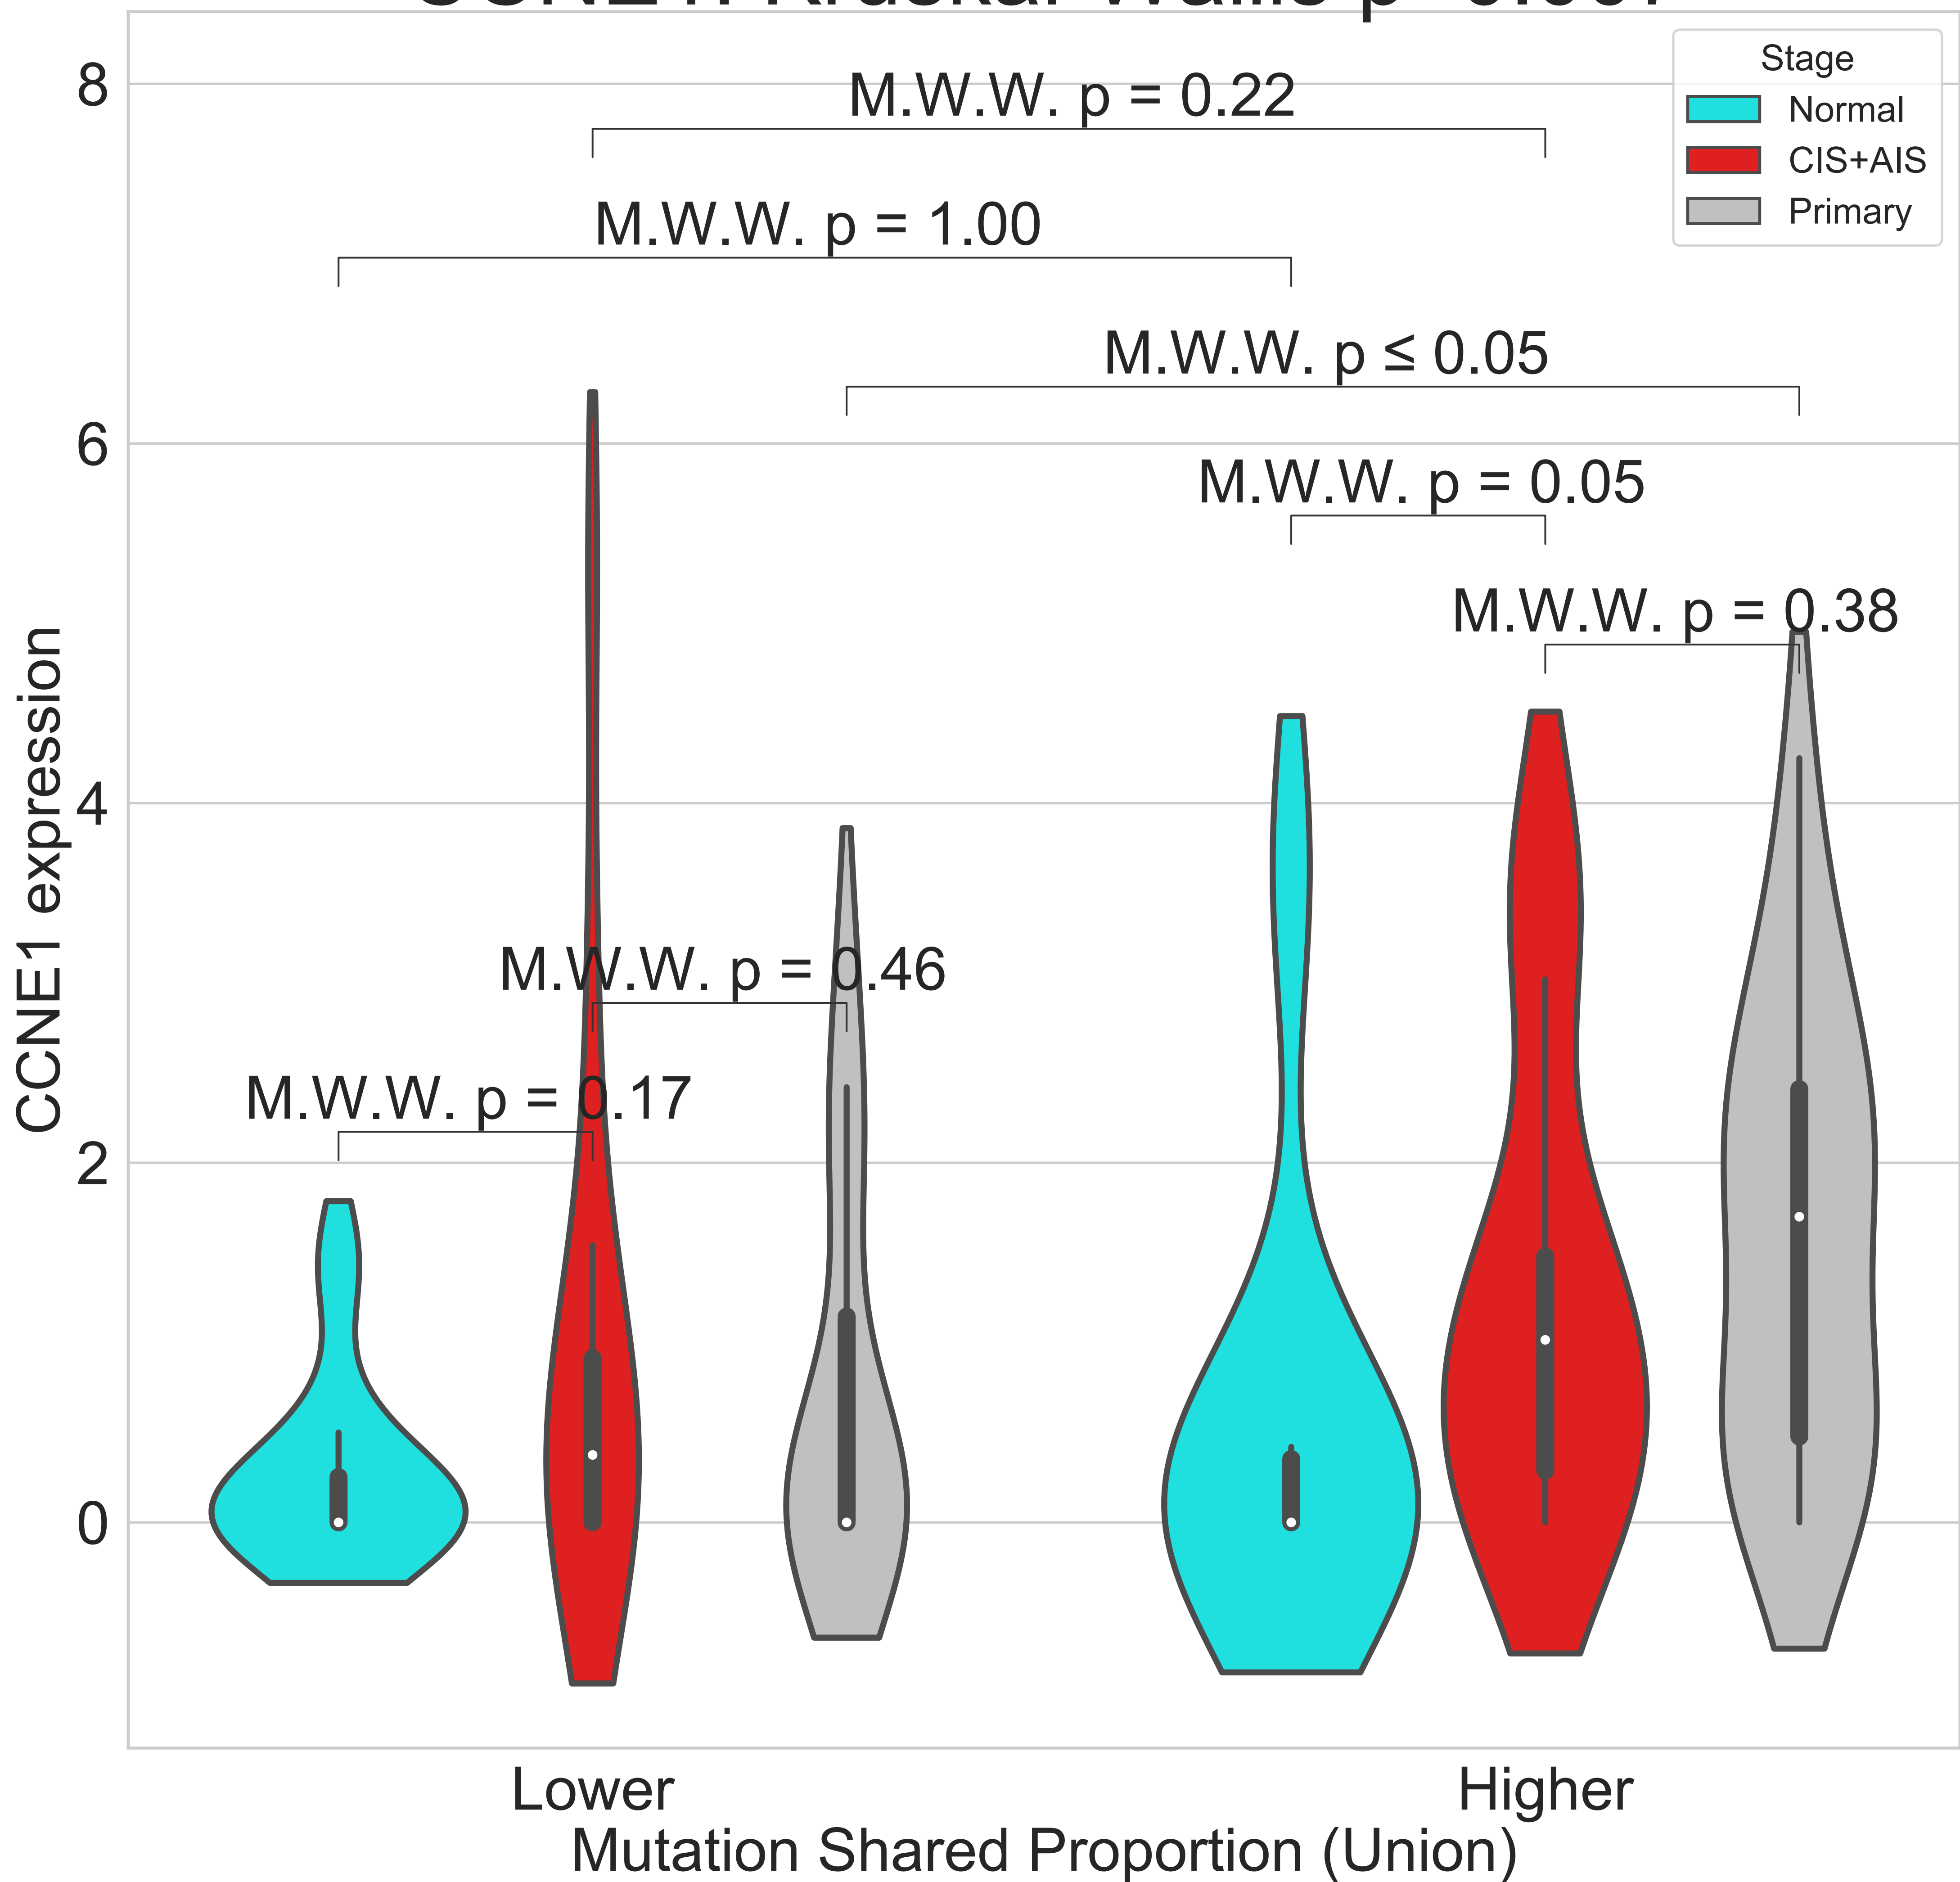 Stage
Normal
CIS+AIS
Primary
8
6
4
2
0
CCNE1 expression
M.W.W. p = 0.22
M.W.W. p = 1.00
M.W.W. p ≤ 0.05
M.W.W. p = 0.05
M.W.W. p = 0.38
M.W.W. p = 0.46
M.W.W. p = 0.17
Lower Higher
Mutation Shared Proportion (Union)